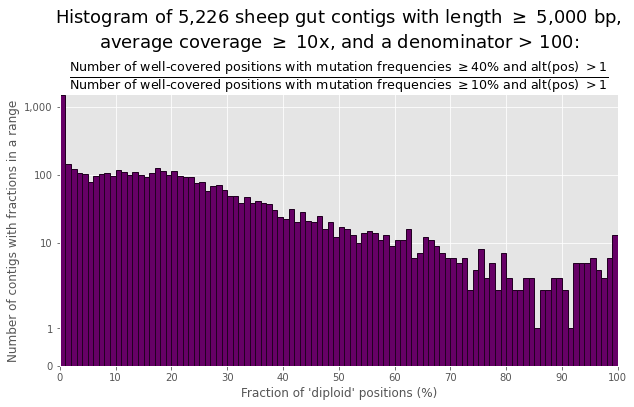 Histogram of 5,226 sheep gut contigs with length ≥ 5,000 bp,
average coverage ≥ 10x, and a denominator > 100:
Number of well-covered positions with mutation frequencies ≥40% and alt(pos) >1
Number of well-covered positions with mutation frequencies ≥10% and alt(pos) >1
Number of contigs with fractions in a range
1,000
100
10
1
0
0 10 20 30 40 50 60 70 80 90 100
Fraction of 'diploid' positions (%)